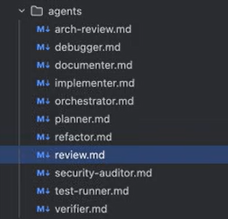 agents
M↓ arch-review.md
M↓ debugger.md
M↓ documenter.md
M↓ implementer.md
M↓ orchestrator.md
M↓ planner.md
M↓ refactor.md
M↓ review.md
M↓ security-auditor.md
M↓ test-runner.md
M↓ verifier.md